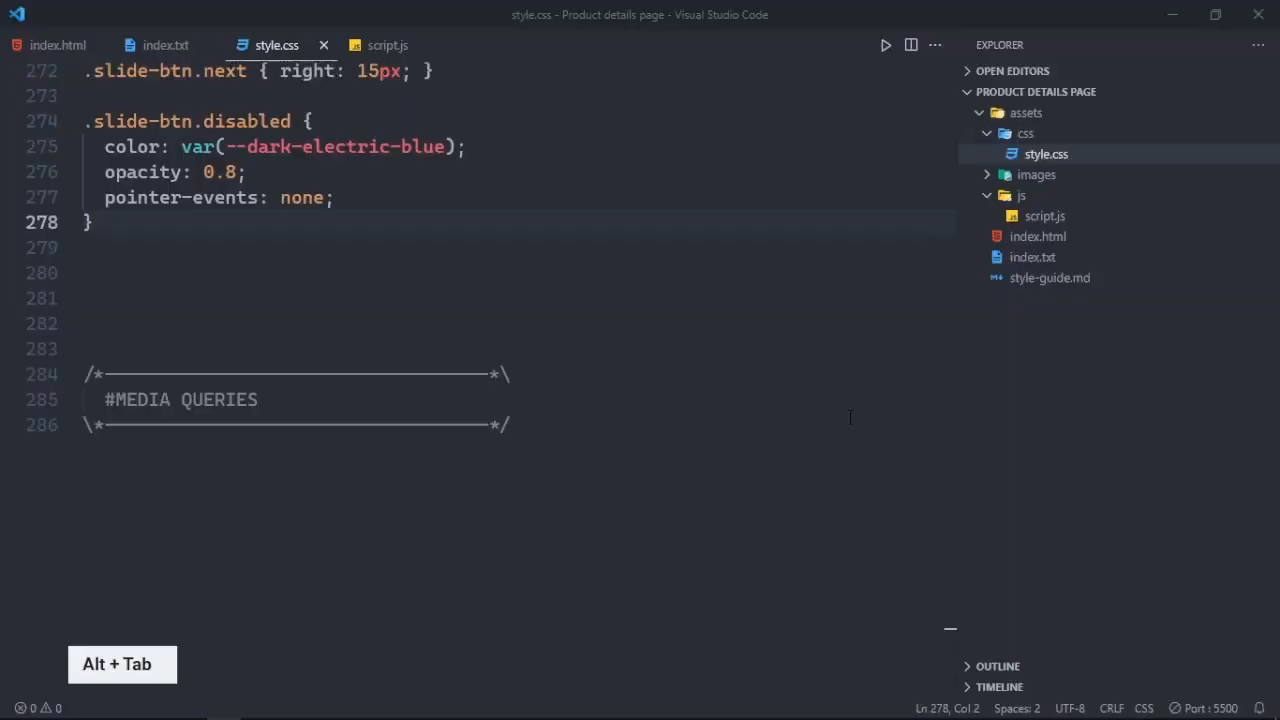 style.css - Product details page - Visual Studio Code
index.html
index.txt
style.css
script.js
EXPLORER
272 .slide-btn.next { right: 15px; }
273
274 .slide-btn.disabled {
275 color: var(--dark-electric-blue);
276 opacity: 0.8;
277 pointer-events: none;
278 }
279
280
281
282
283
284 /*-----------------------------------*\
285 #MEDIA QUERIES
286 \*-----------------------------------*/
OPEN EDITORS
PRODUCT DETAILS PAGE
assets
css
style.css
images
js
script.js
index.html
index.txt
style-guide.md
Alt + Tab
OUTLINE
TIMELINE
0 0
Ln 278, Col 2 Spaces: 2 UTF-8 CRLF CSS Port : 5500